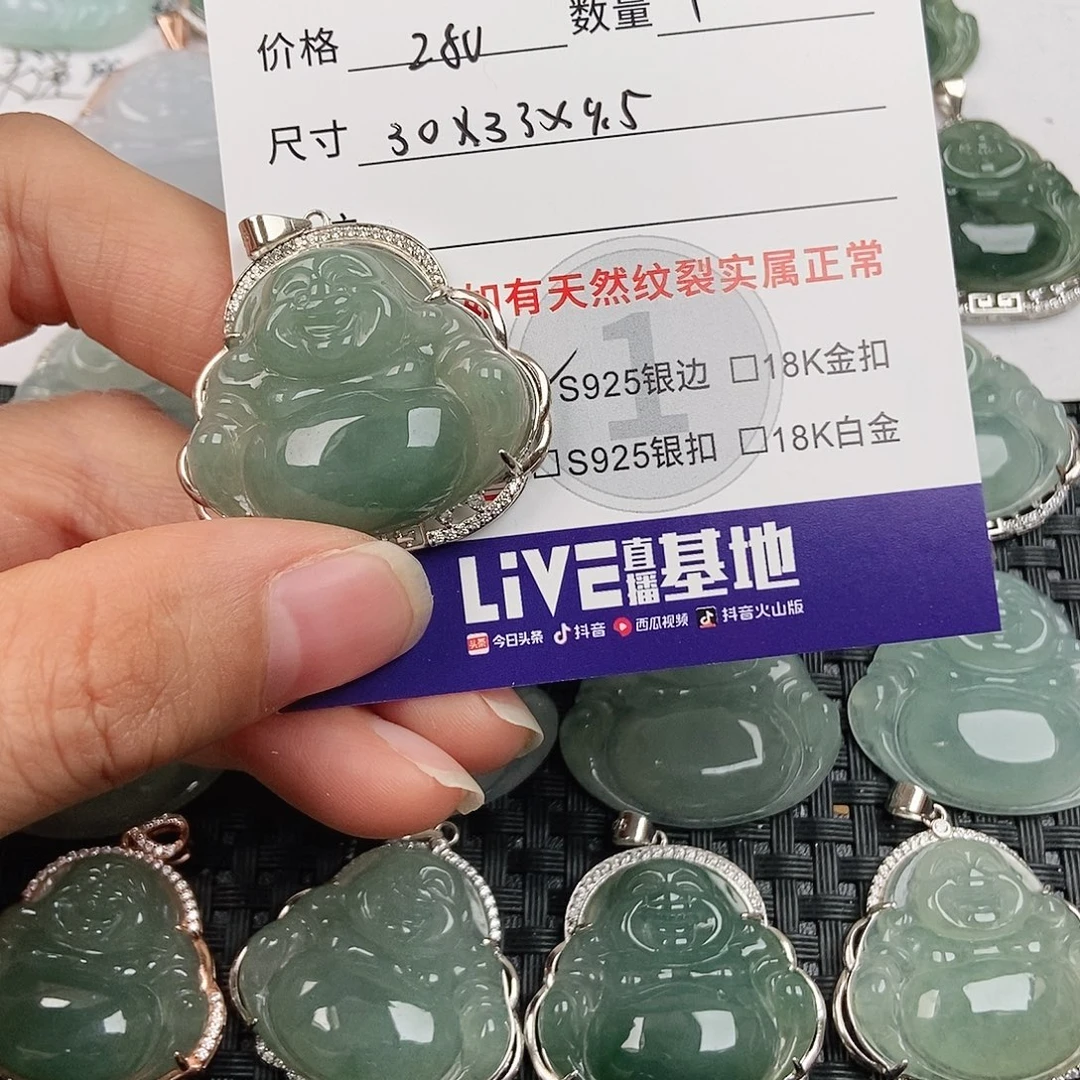 价格 280 数量 1
尺寸 30X33X9.5
如有天然纹裂实属正常
✓S925银边 □18K金扣
□S925银扣 □18K白金
1
LiVE直播基地
头条 今日头条 抖音 西瓜视频 抖音火山版